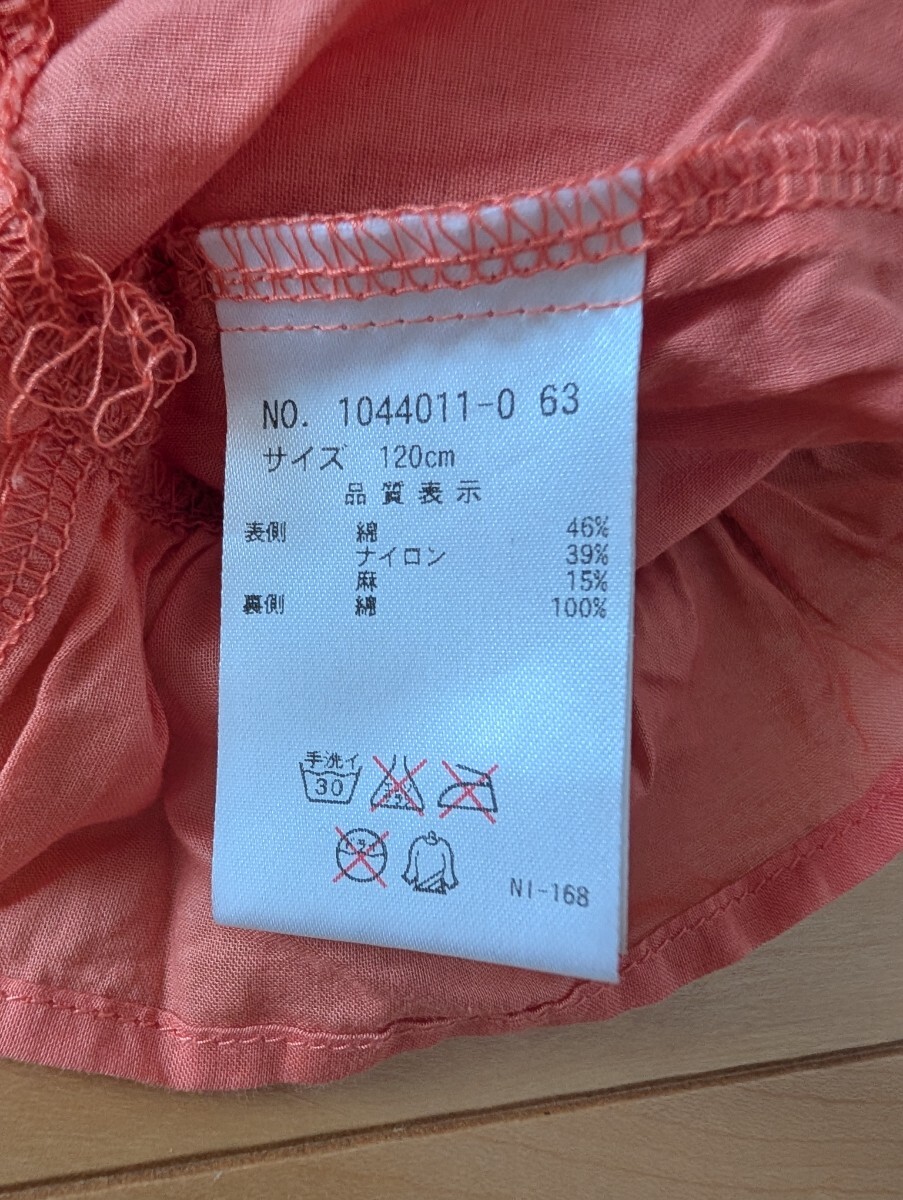 NO. 1044011-0 63
サイズ 120cm
品質表示
表側 綿 46%
ナイロン 39%
麻 15%
裏側 綿 100%
手洗イ
30
NI-168